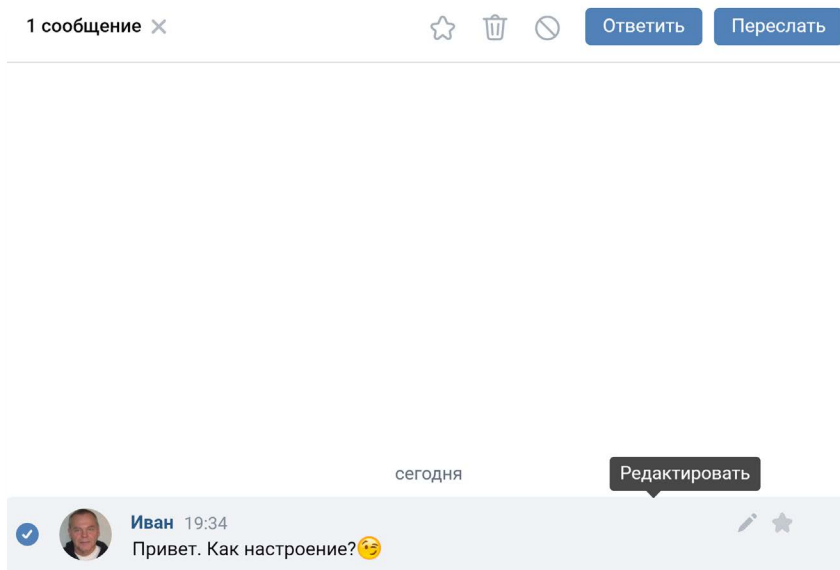 1 сообщение
Ответить
Переслать
сегодня
Редактировать
Иван 19:34
Привет. Как настроение?😏